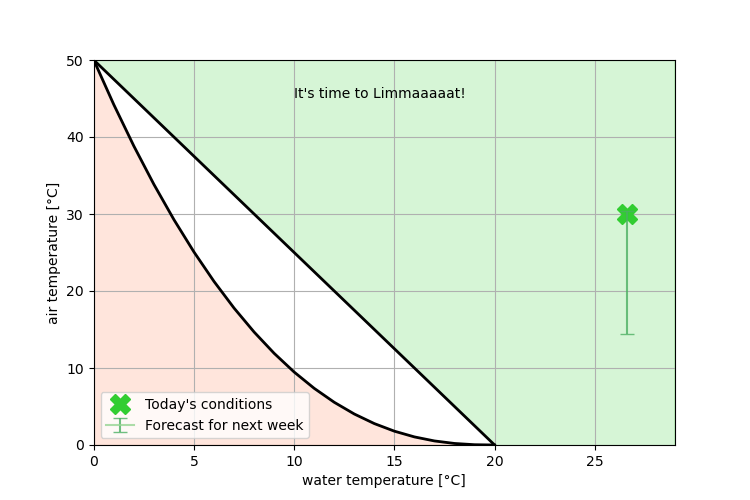 50
40
30
20
10
0
air temperature [°C]
It's time to Limmaaaaat!
Today's conditions
Forecast for next week
0 5 10 15 20 25
water temperature [°C]